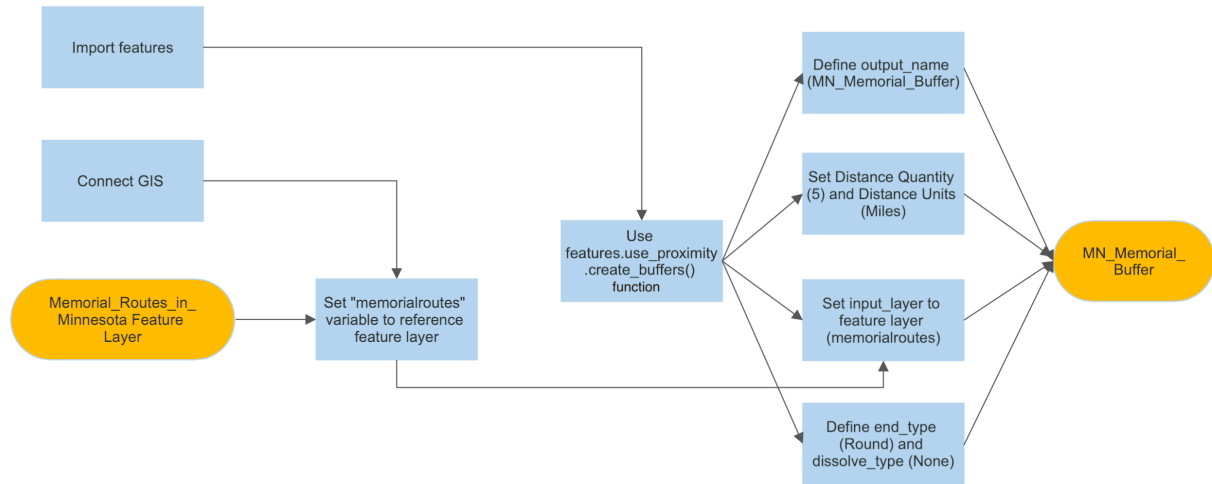 Import features
Connect GIS
Memorial_Routes_in_
Minnesota Feature
Layer
Set "memorialroutes"
variable to reference
feature layer
Use
features.use_proximity
.create_buffers()
function
Define output_name
(MN_Memorial_Buffer)
Set Distance Quantity
(5) and Distance Units
(Miles)
Set input_layer to
feature layer
(memorialroutes)
Define end_type
(Round) and
dissolve_type (None)
MN_Memorial_
Buffer